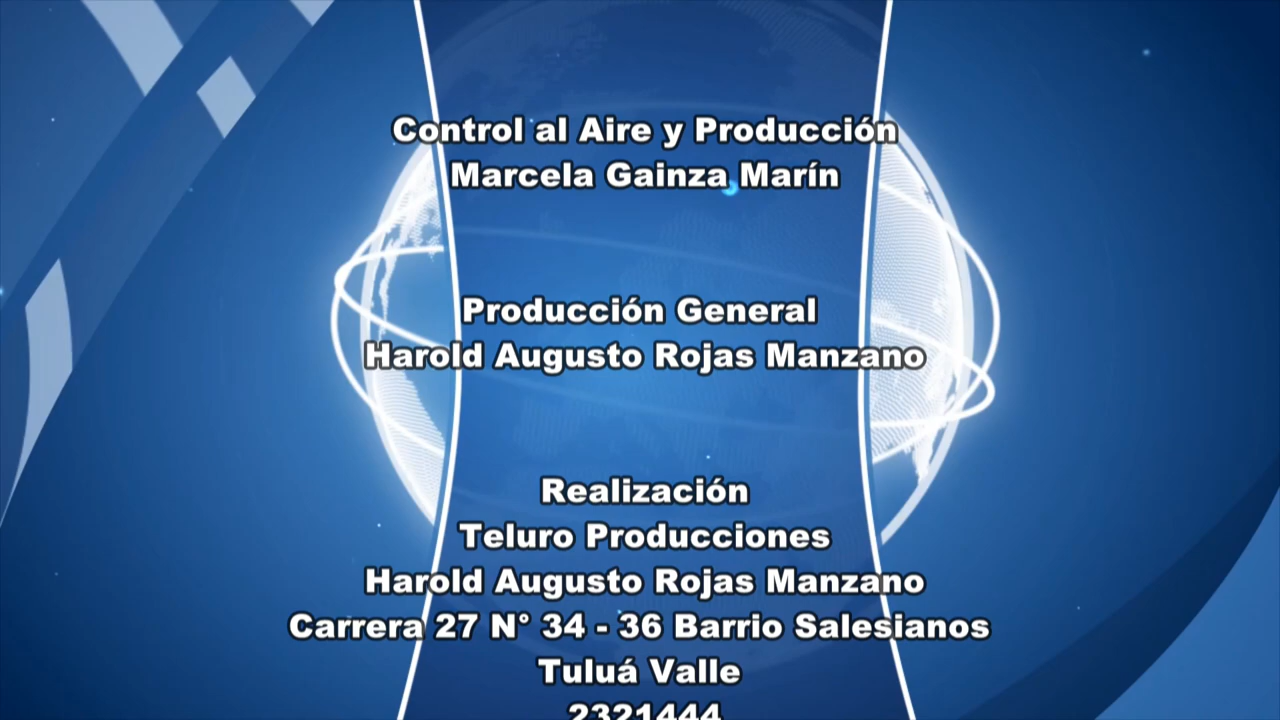 Control al Aire y Producción
Marcela Gainza Marín
Producción General
Harold Augusto Rojas Manzano
Realización
Teluro Producciones
Harold Augusto Rojas Manzano
Carrera 27 N° 34 - 36 Barrio Salesianos
Tuluá Valle
2321444